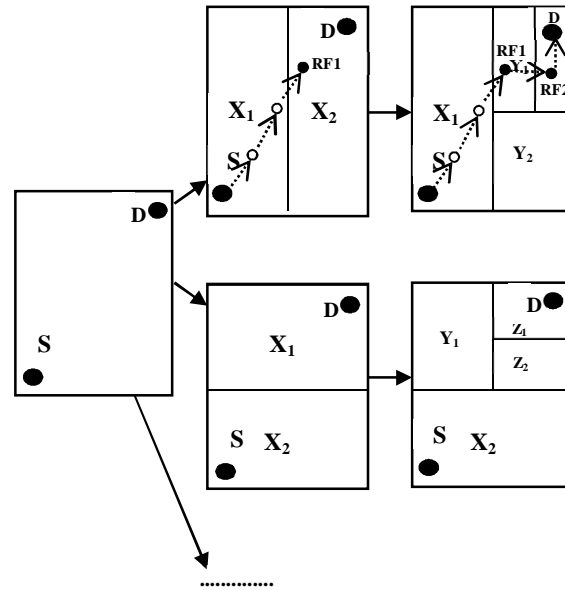 D
S
D
RF1
X₁
X₂
S
D
RF1
Y₁
RF2
X₁
S
Y₂
D
X₁
S
X₂
D
Y₁
Z₁
Z₂
S
X₂
..............